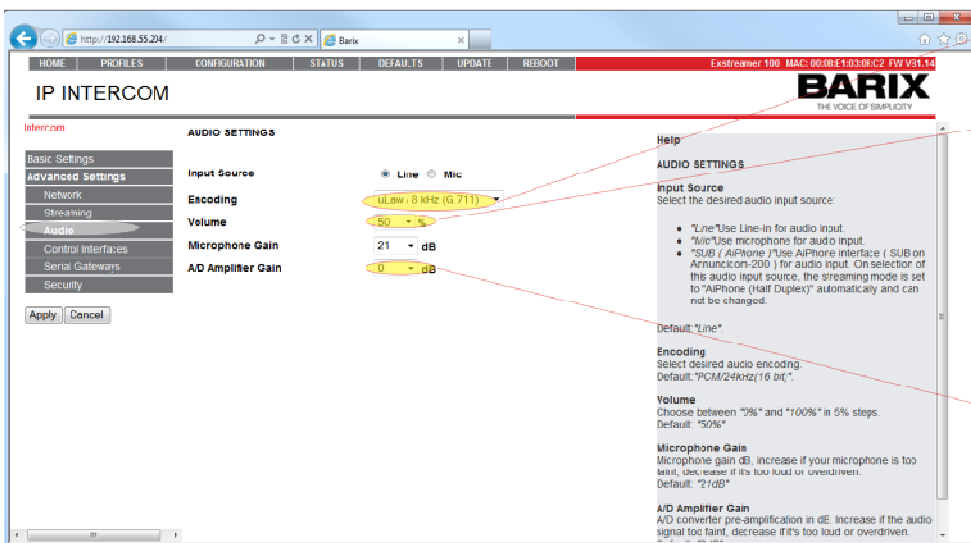 http://192.168.55.204/
Barix
HOME PROFILES CONFIGURATION STATUS DEFAULTS UPDATE REBOOT
Exstreamer 100 MAC: 00:08:E1:03:0F:C2 FW VB1.14
IP INTERCOM
BARIX
THE VOICE OF SIMPLICITY
Intercom
AUDIO SETTINGS
Basic Settings
Advanced Settings
Network
Streaming
Audio
Control Interfaces
Serial Gateways
Security
Apply Cancel
Input Source Line Mic
Encoding uLaw / 8 kHz (G.711)
Volume 50 %
Microphone Gain 21 dB
A/D Amplifier Gain 0 dB
Help
AUDIO SETTINGS
Input Source
Select the desired audio input source:
"Line"Use Line-in for audio input.
"Mic"Use microphone for audio input.
"SUB ( AiPhone )"Use AiPhone interface ( SUB on
Annuncicom-200 ) for audio input. On selection of
this audio input source, the streaming mode is set
to "AiPhone (Half Duplex)" automatically and can
not be changed.
Default:"Line".
Encoding
Select desired audio encoding.
Default:"PCM/24kHz(16 bit)".
Volume
Choose between "0%" and "100%" in 5% steps.
Default: "50%"
Microphone Gain
Microphone gain dB, increase if your microphone is too
faint, decrease if it's too loud or overdriven.
Default: "21dB"
A/D Amplifier Gain
A/D converter pre-amplification in dB. Increase if the audio
signal too faint, decrease if it's too loud or overdriven.